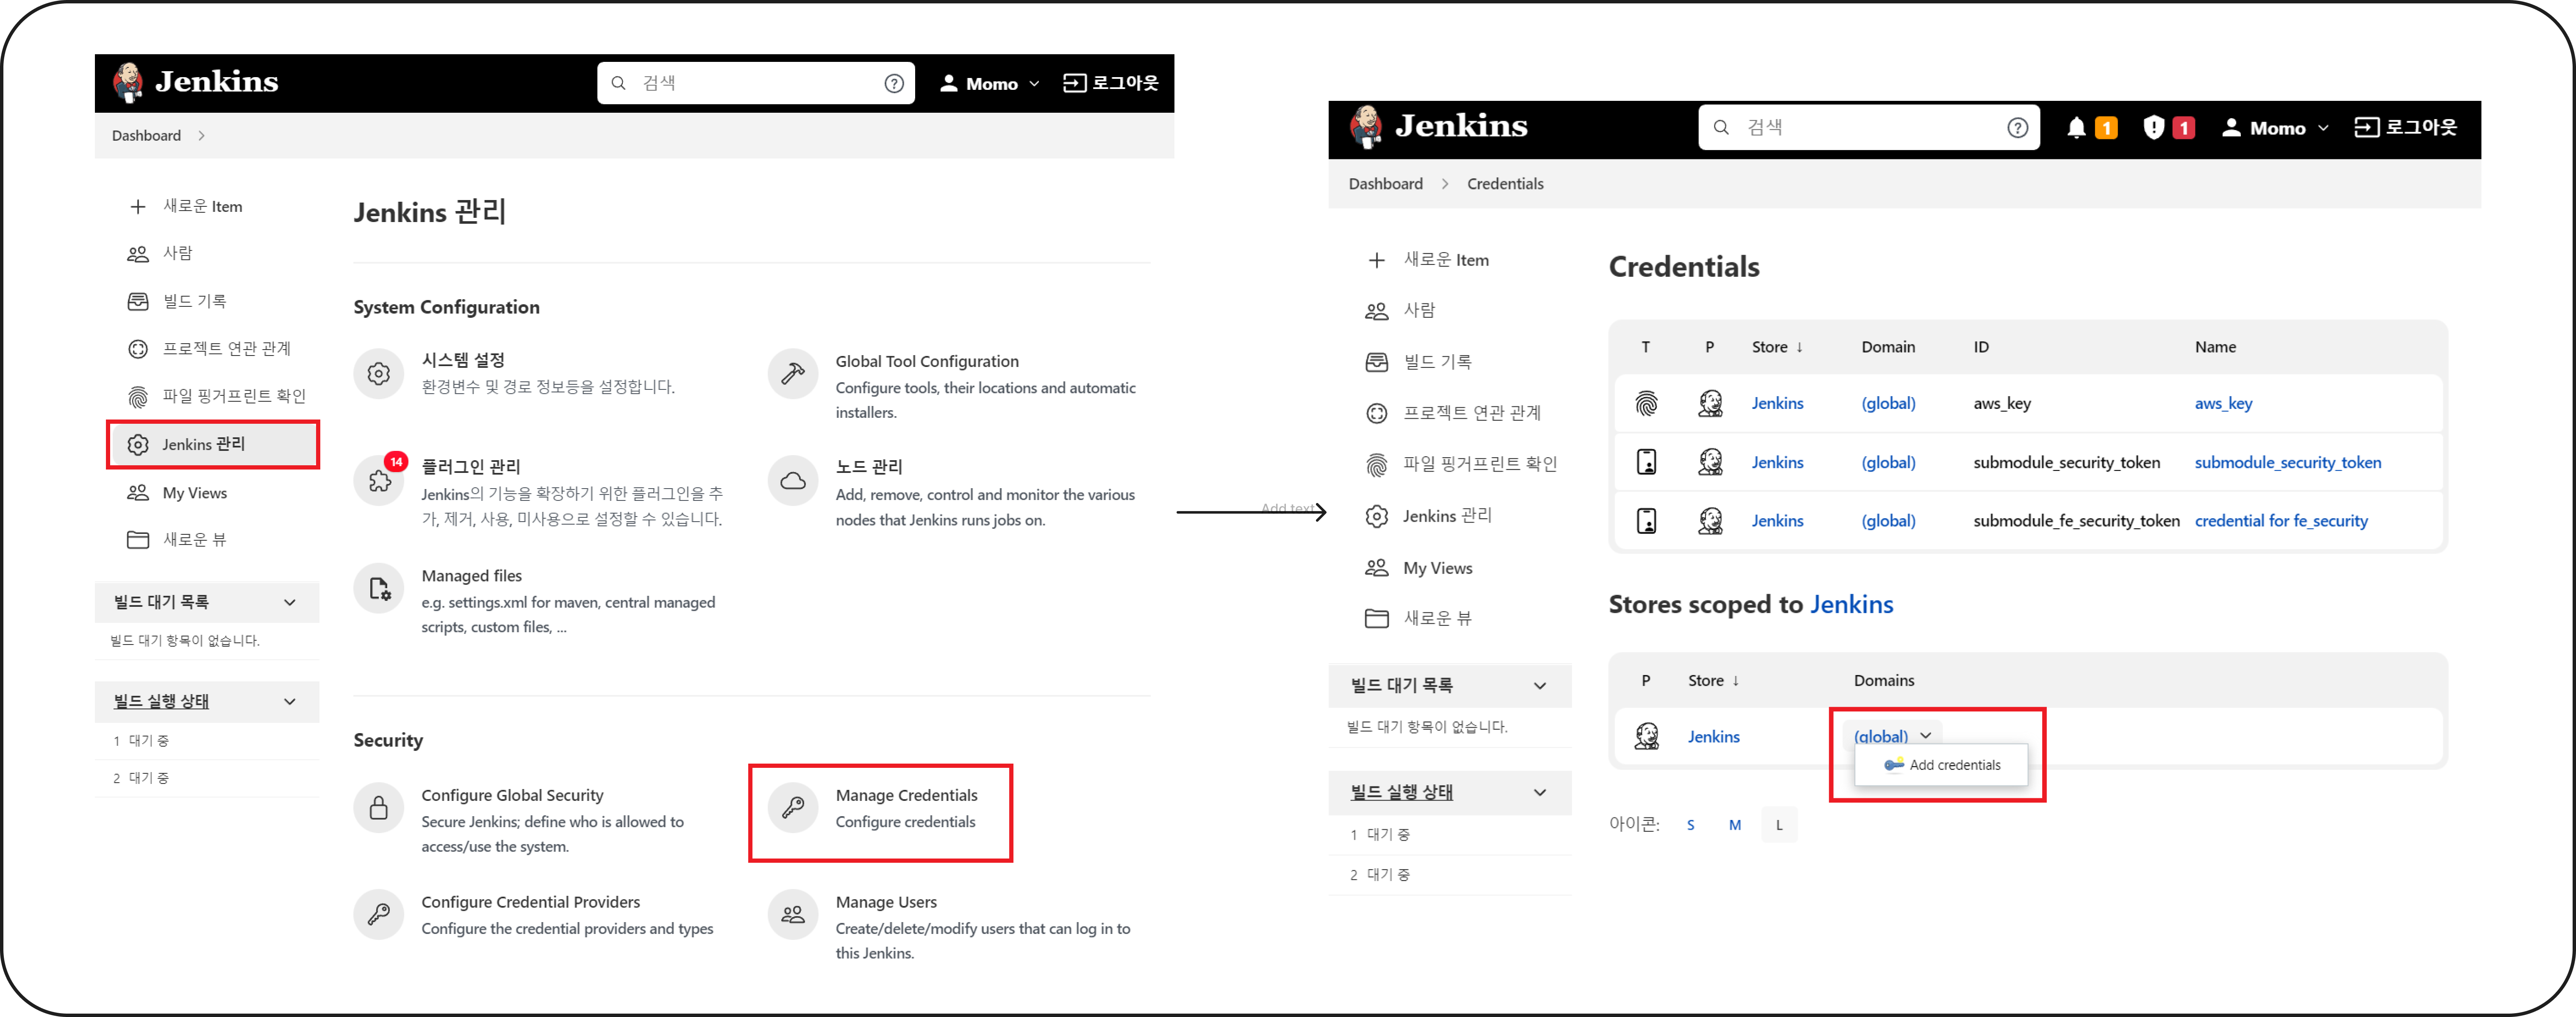 Jenkins
검색
Momo
로그아웃
Dashboard
새로운 Item
사람
빌드 기록
프로젝트 연관 관계
파일 핑거프린트 확인
Jenkins 관리
My Views
새로운 뷰
빌드 대기 목록
빌드 대기 항목이 없습니다.
빌드 실행 상태
1 대기 중
2 대기 중
Jenkins 관리
System Configuration
시스템 설정
환경변수 및 경로 정보등을 설정합니다.
Global Tool Configuration
Configure tools, their locations and automatic
installers.
14
플러그인 관리
Jenkins의 기능을 확장하기 위한 플러그인을 추
가, 제거, 사용, 미사용으로 설정할 수 있습니다.
노드 관리
Add, remove, control and monitor the various
nodes that Jenkins runs jobs on.
Managed files
e.g. settings.xml for maven, central managed
scripts, custom files, ...
Security
Configure Global Security
Secure Jenkins; define who is allowed to
access/use the system.
Manage Credentials
Configure credentials
Configure Credential Providers
Configure the credential providers and types
Manage Users
Create/delete/modify users that can log in to
this Jenkins.
Add text
Jenkins
검색
1
1
Momo
로그아웃
Dashboard
Credentials
새로운 Item
사람
빌드 기록
프로젝트 연관 관계
파일 핑거프린트 확인
Jenkins 관리
My Views
새로운 뷰
빌드 대기 목록
빌드 대기 항목이 없습니다.
빌드 실행 상태
1 대기 중
2 대기 중
Credentials
T P Store ↓ Domain ID Name
Jenkins (global) aws_key aws_key
Jenkins (global) submodule_security_token submodule_security_token
Jenkins (global) submodule_fe_security_token credential for fe_security
Stores scoped to Jenkins
P Store ↓ Domains
Jenkins (global)
Add credentials
아이콘: S M L